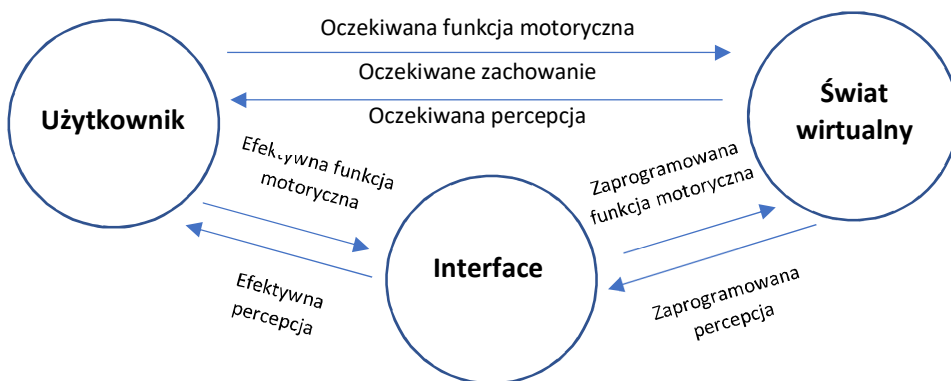 Oczekiwana funkcja motoryczna
Oczekiwane zachowanie
Oczekiwana percepcja
Użytkownik
Świat
wirtualny
Efektywna funkcja
motoryczna
Zaprogramowana
funkcja motoryczna
Interface
Efektywna
percepcja
Zaprogramowana
percepcja